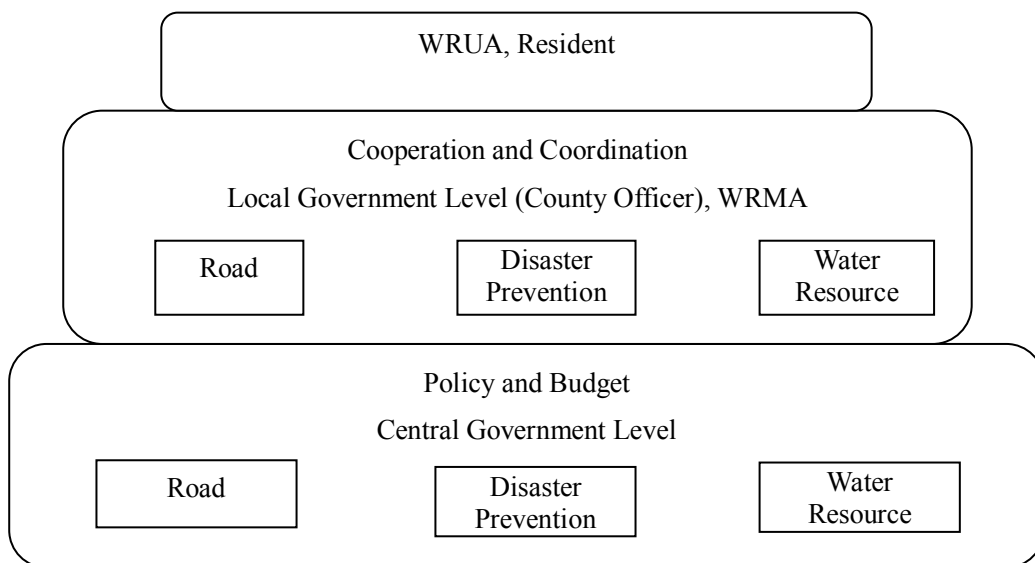 WRUA, Resident
Cooperation and Coordination
Local Government Level (County Officer), WRMA
Road
Disaster
Prevention
Water
Resource
Policy and Budget
Central Government Level
Road
Disaster
Prevention
Water
Resource